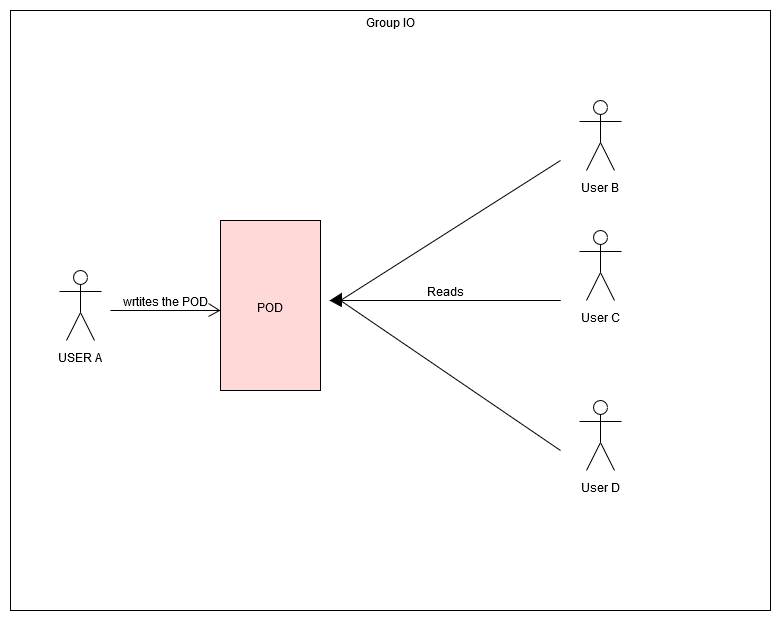 Group IO
User B
wrtites the POD
POD
Reads
User C
USER A
User D